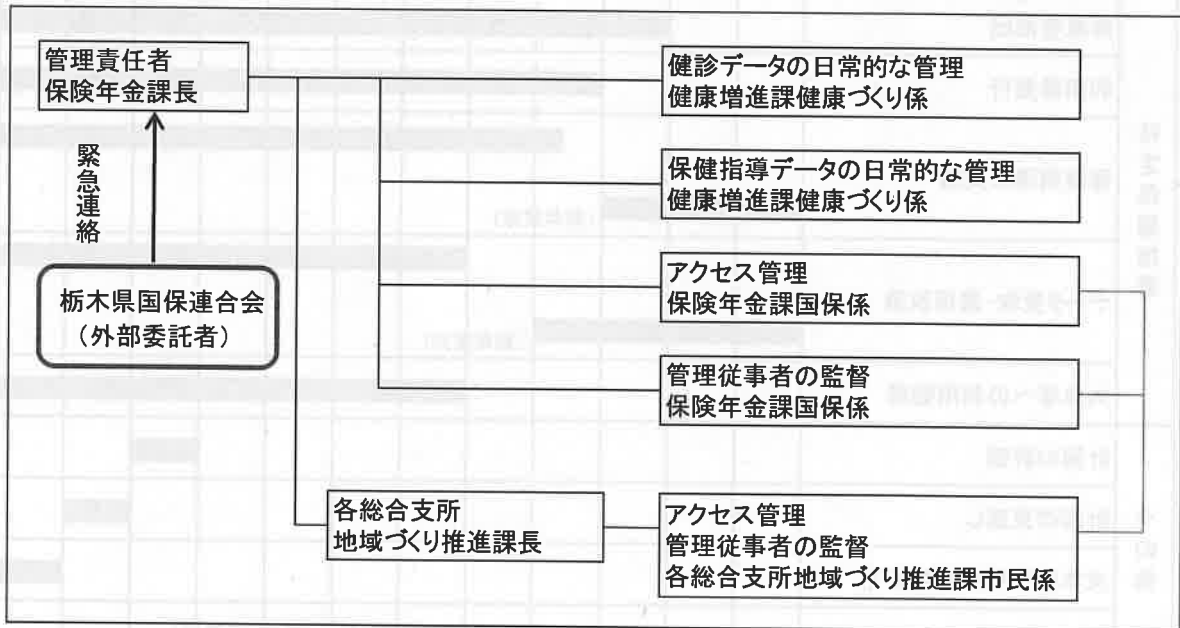 管理責任者
保険年金課長
緊急連絡
栃木県国保連合会
（外部委託者）
健診データの日常的な管理
健康増進課健康づくり係
保健指導データの日常的な管理
健康増進課健康づくり係
アクセス管理
保険年金課国保係
管理従事者の監督
保険年金課国保係
各総合支所
地域づくり推進課長
アクセス管理
管理従事者の監督
各総合支所地域づくり推進課市民係